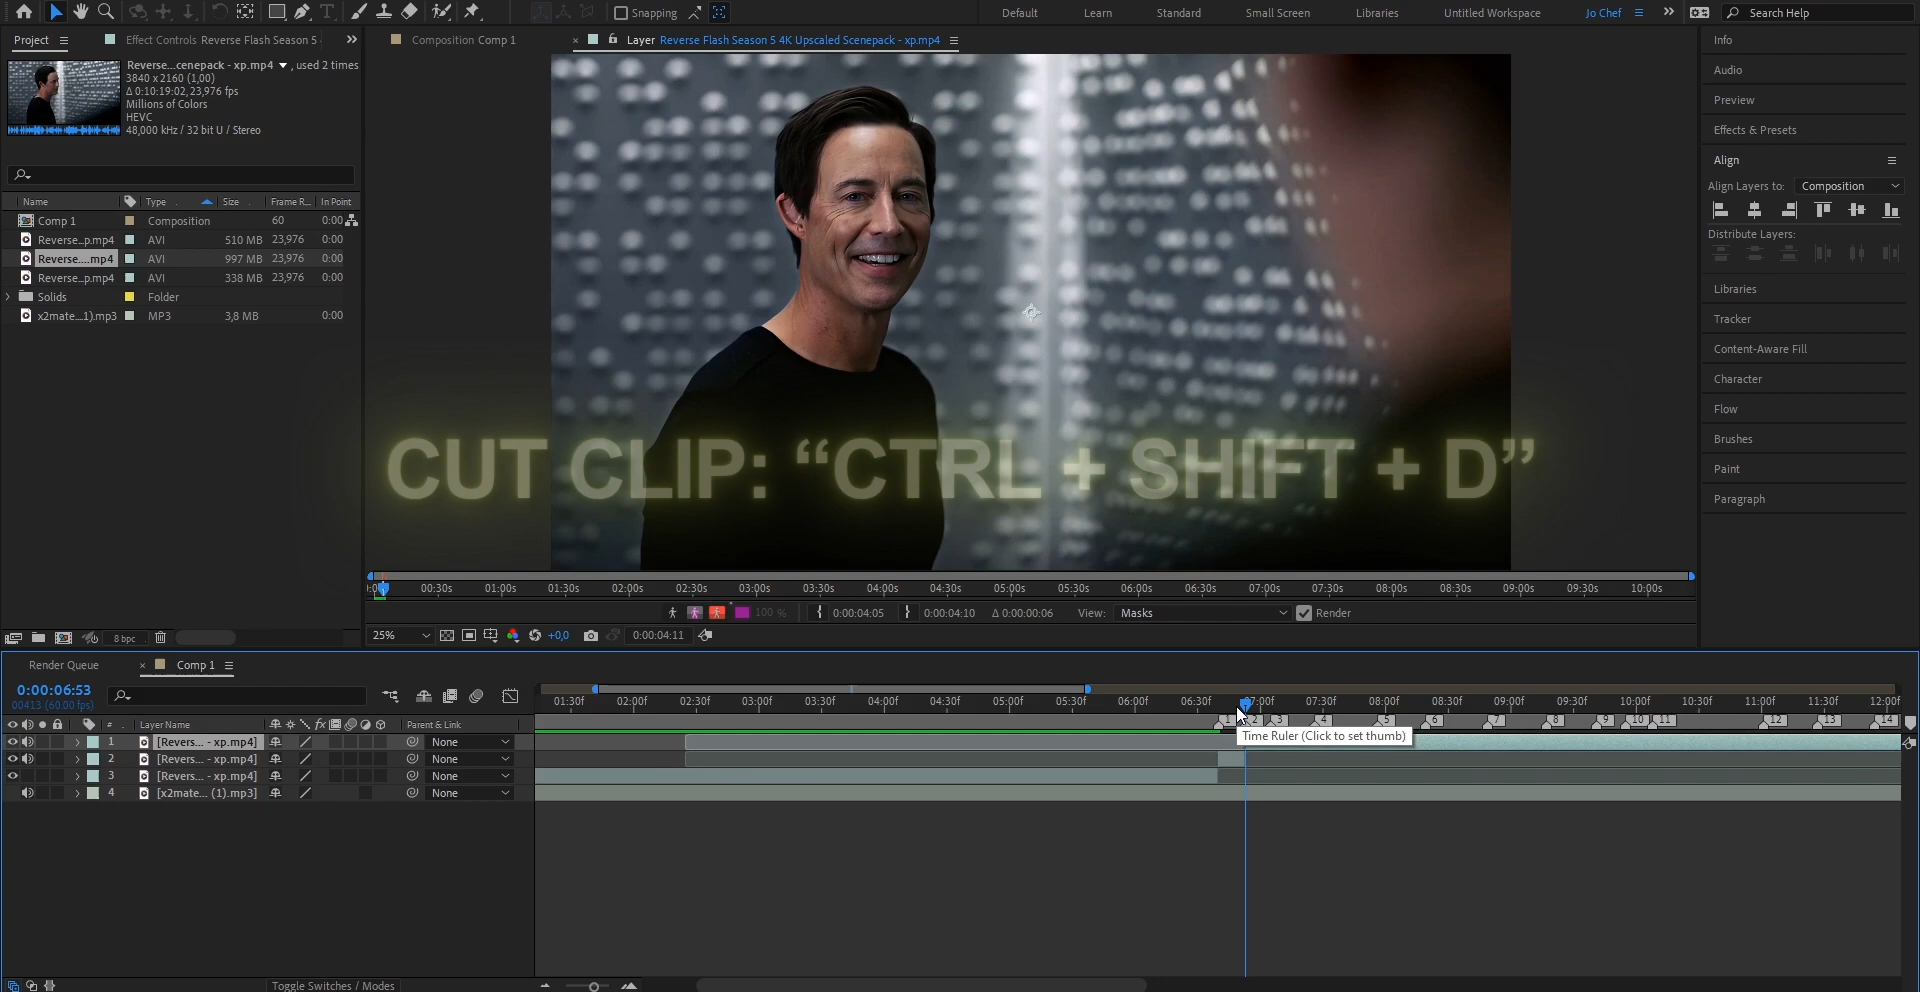 Snapping
Default
Learn
Standard
Small Screen
Libraries
Untitled Workspace
Jo Chef
Search Help
Project
Effect Controls Reverse Flash Season 5
Composition Comp 1
Layer Reverse Flash Season 5 4K Upscaled Scenepack - xp.mp4
Reverse...cenepack - xp.mp4 , used 2 times
3840 x 2160 (1,00)
Δ 0:10:19:02, 23,976 fps
Millions of Colors
HEVC
48,000 kHz / 32 bit U / Stereo
Name Type Size Frame R... In Point
Comp 1 Composition 60 0:00
Reverse...p.mp4 AVI 510 MB 23,976 0:00
Reverse....mp4 AVI 997 MB 23,976 0:00
Reverse...p.mp4 AVI 338 MB 23,976 0:00
Solids Folder
x2mate...1).mp3 MP3 3,8 MB 0:00
8 bpc
CUT CLIP: “CTRL + SHIFT + D”
00:30s 01:00s 01:30s 02:00s 02:30s 03:00s 03:30s 04:00s 04:30s 05:00s 05:30s 06:00s 06:30s 07:00s 07:30s 08:00s 08:30s 09:00s 09:30s 10:00s
100 % 0:00:04:05 0:00:04:10 Δ 0:00:00:06 View: Masks Render
25% +0,0 0:00:04:11
Info
Audio
Preview
Effects & Presets
Align
Align Layers to: Composition
Distribute Layers:
Libraries
Tracker
Content-Aware Fill
Character
Flow
Brushes
Paint
Paragraph
Render Queue
Comp 1
0:00:06:53
00413 (60.00 fps)
01:30f 02:00f 02:30f 03:00f 03:30f 04:00f 04:30f 05:00f 05:30f 06:00f 06:30f 07:00f 07:30f 08:00f 08:30f 09:00f 09:30f 10:00f 10:30f 11:00f 11:30f 12:00f
# Layer Name fx Parent & Link
1 2 3 4 5 6 7 8 9 10 11 12 13 14
Time Ruler (Click to set thumb)
1 [Revers... - xp.mp4] None
2 [Revers... - xp.mp4] None
3 [Revers... - xp.mp4] None
4 [x2mate... (1).mp3] None
Toggle Switches / Modes